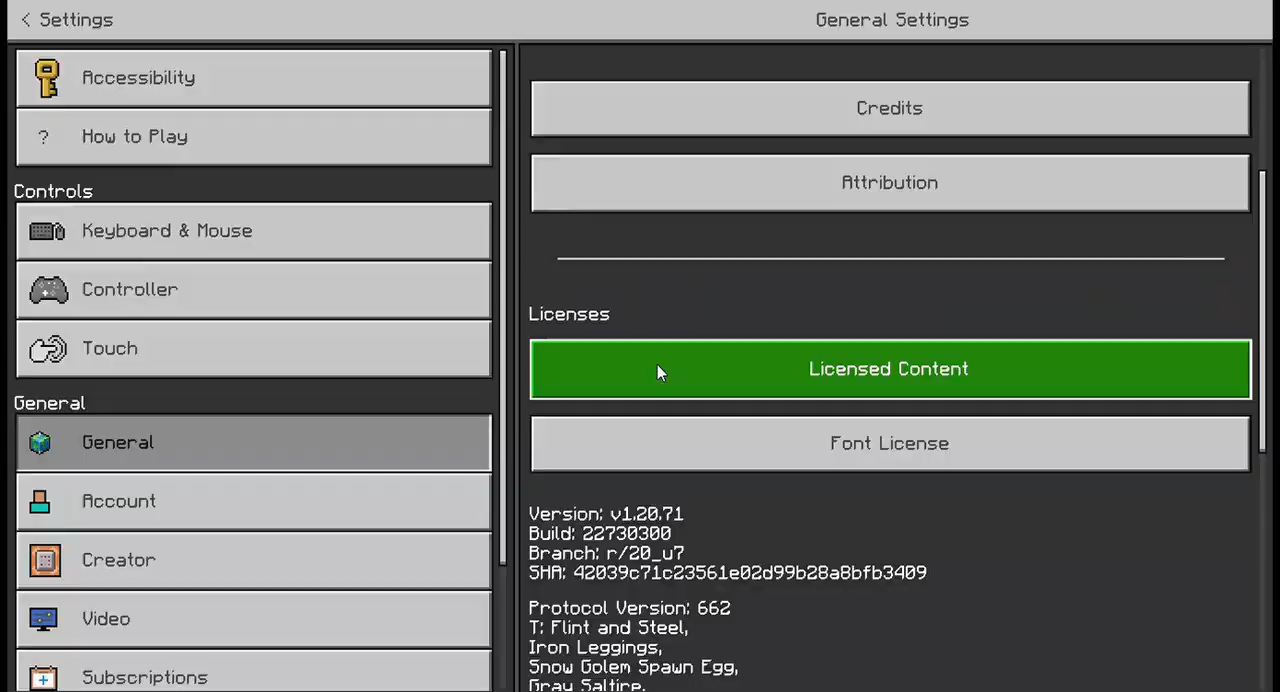 < Settings
General Settings
Accessibility
? How to Play
Controls
Keyboard & Mouse
Controller
Touch
General
General
Account
Creator
Video
Subscriptions
Credits
Attribution
Licenses
Licensed Content
Font License
Version: v1.20.71
Build: 22730300
Branch: r/20_u7
SHA: 42039c71c23561e02d99b28a8bfb3409
Protocol Version: 662
T: Flint and Steel,
Iron Leggings,
Snow Golem Spawn Egg,
Gray Saltire,